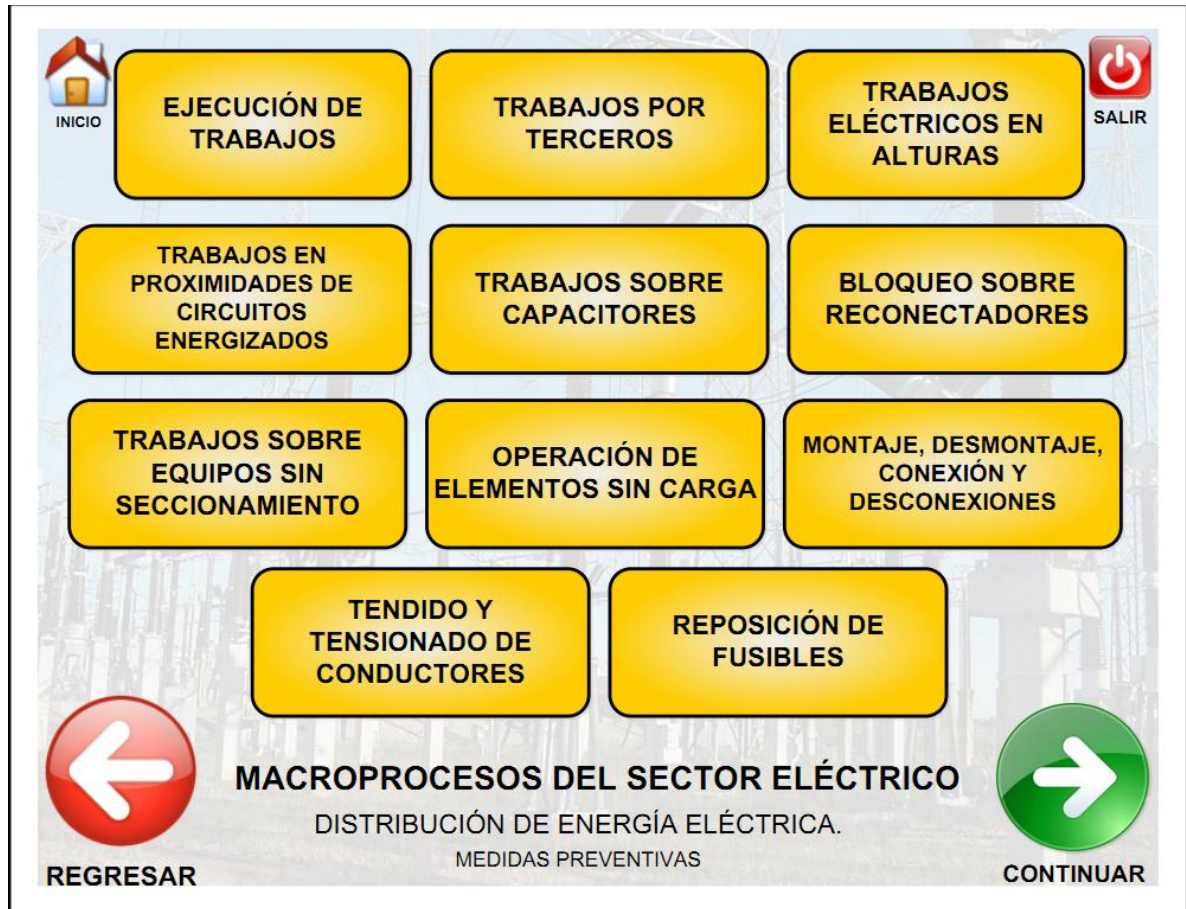 INICIO
EJECUCIÓN DE
TRABAJOS
TRABAJOS POR
TERCEROS
TRABAJOS
ELÉCTRICOS EN
ALTURAS
SALIR
TRABAJOS EN
PROXIMIDADES DE
CIRCUITOS
ENERGIZADOS
TRABAJOS SOBRE
CAPACITORES
BLOQUEO SOBRE
RECONECTADORES
TRABAJOS SOBRE
EQUIPOS SIN
SECCIONAMIENTO
OPERACIÓN DE
ELEMENTOS SIN CARGA
MONTAJE, DESMONTAJE,
CONEXIÓN Y
DESCONEXIONES
TENDIDO Y
TENSIONADO DE
CONDUCTORES
REPOSICIÓN DE
FUSIBLES
MACROPROCESOS DEL SECTOR ELÉCTRICO
DISTRIBUCIÓN DE ENERGÍA ELÉCTRICA.
MEDIDAS PREVENTIVAS
REGRESAR
CONTINUAR